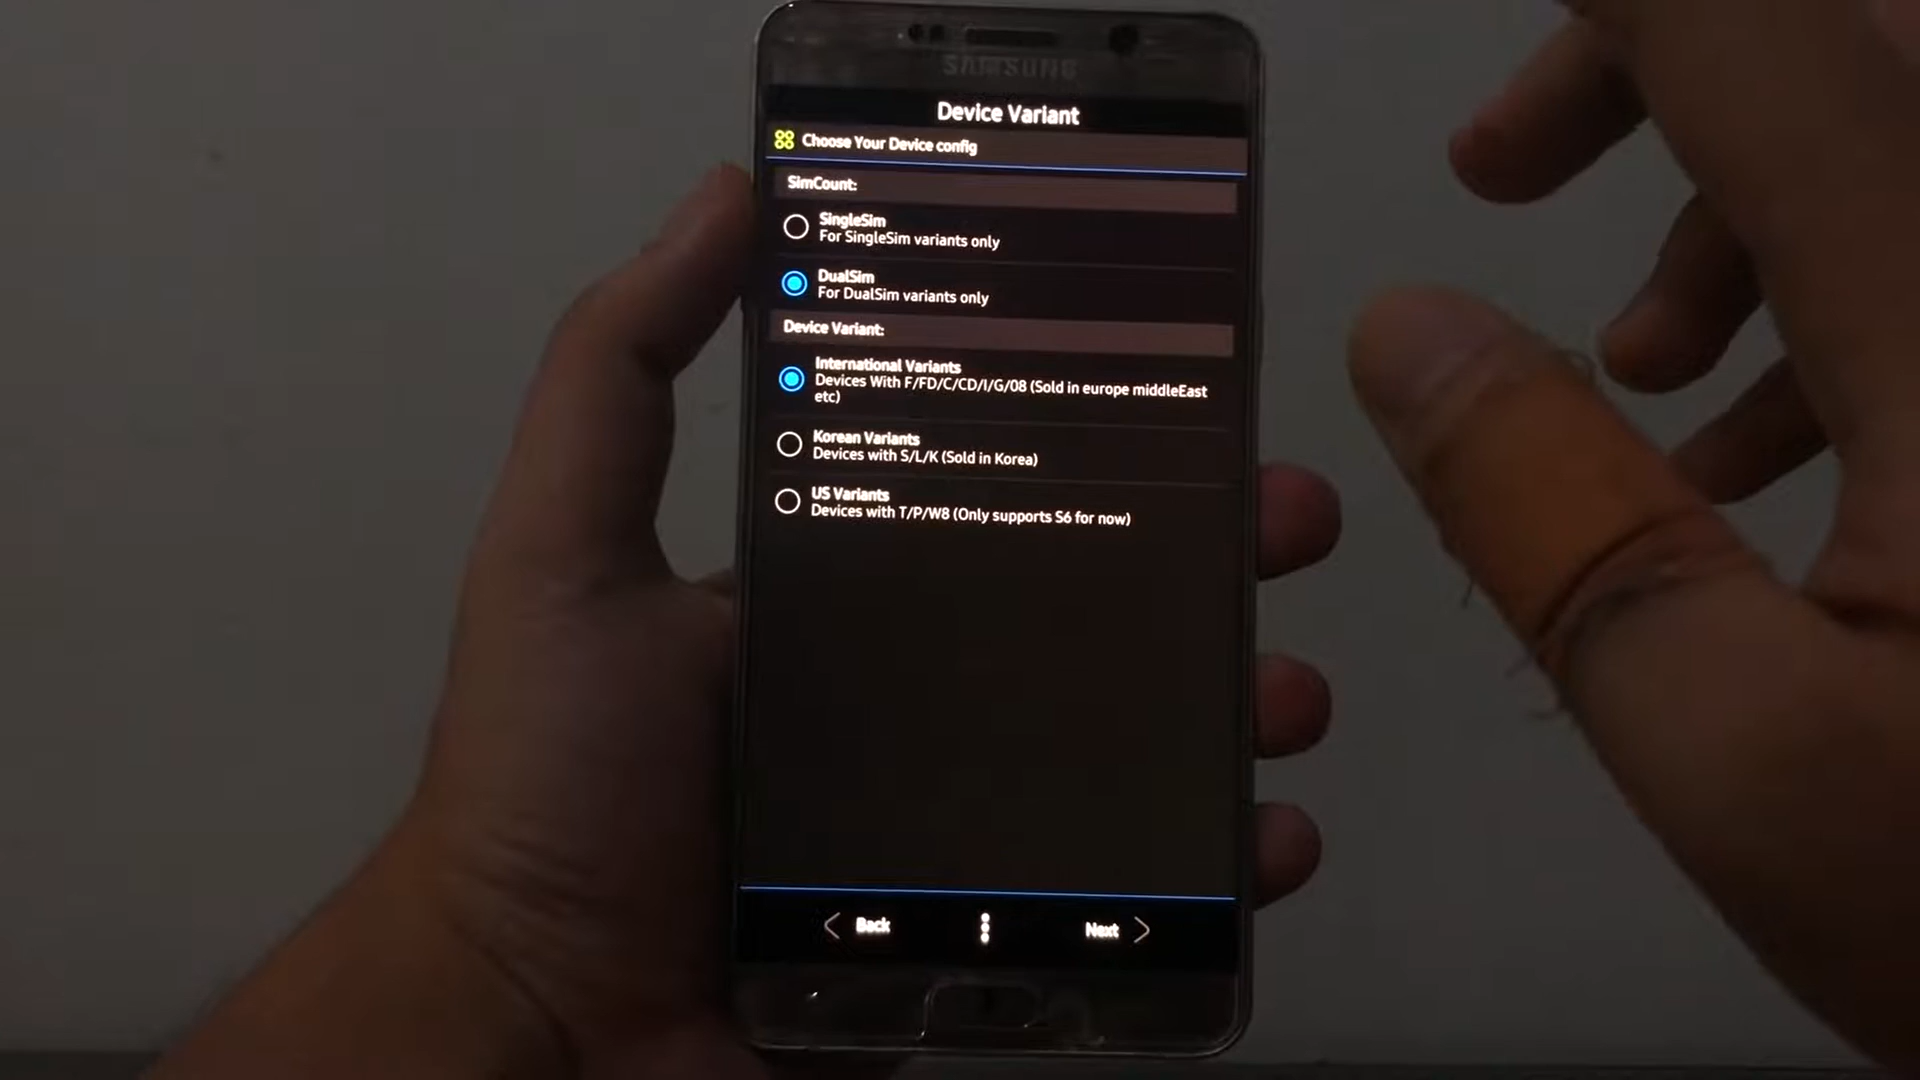 SAMSUNG
Device Variant
Choose Your Device config
SimCount:
SingleSim
For SingleSim variants only
DualSim
For DualSim variants only
Device Variant:
International Variants
Devices With F/FD/C/CD/I/G/08 (Sold in europe middleEast
etc)
Korean Variants
Devices with S/L/K (Sold in Korea)
US Variants
Devices with T/P/W8 (Only supports S6 for now)
Back
Next